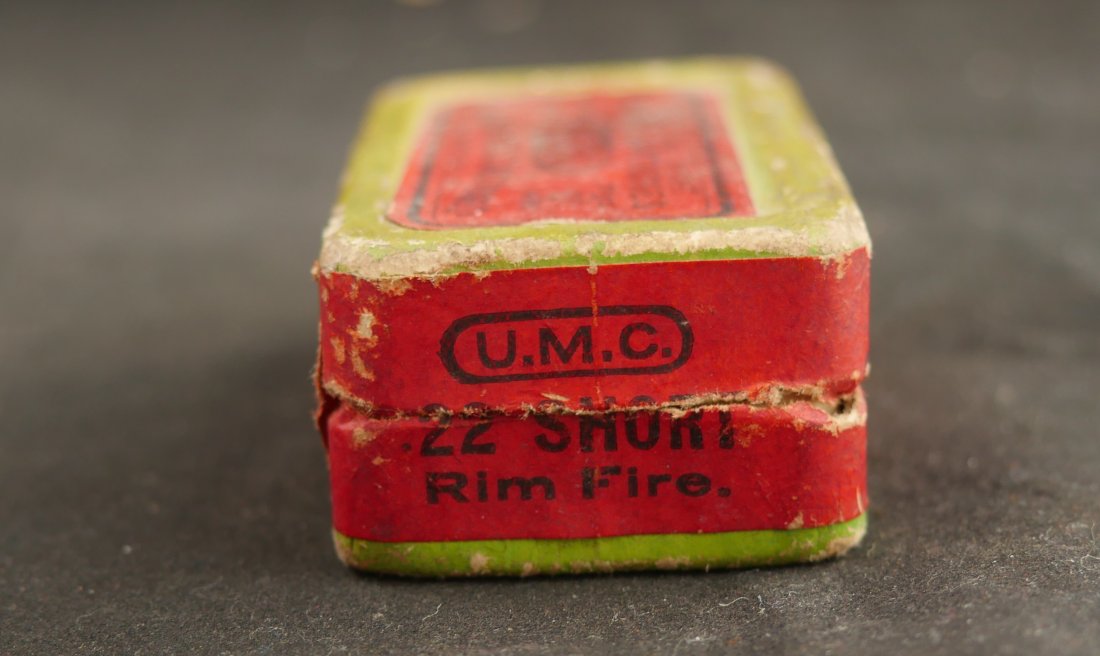 U.M.C.
.22 SHORT
Rim Fire.